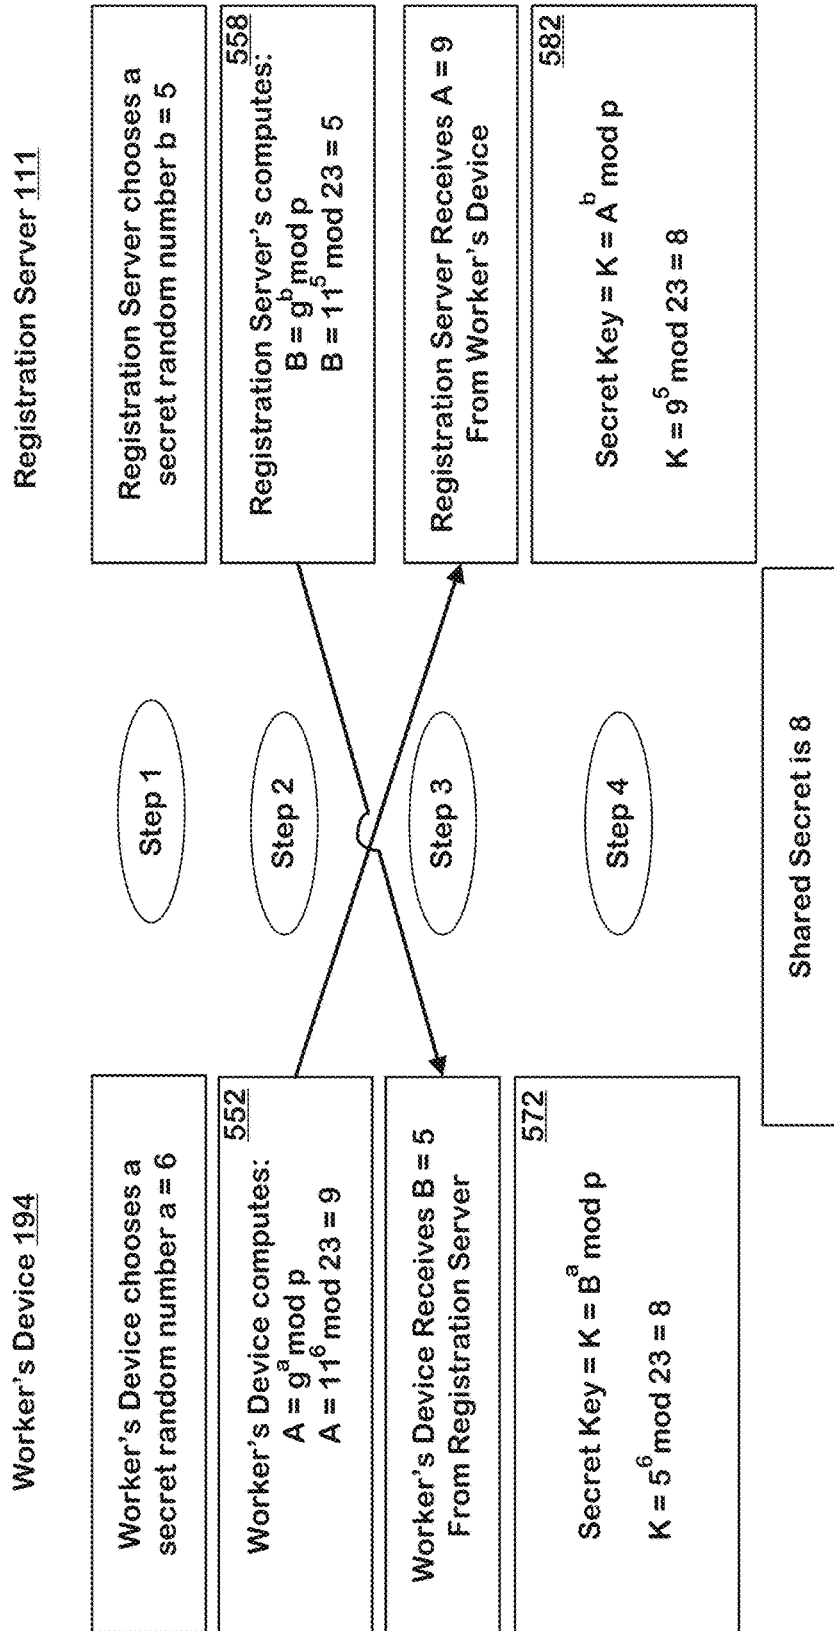 Worker's Device 194
Registration Server 111
Worker's Device chooses a
secret random number a = 6
Step 1
Registration Server chooses a
secret random number b = 5
552
Worker's Device computes:
A = g^a mod p
A = 11^6 mod 23 = 9
Step 2
558
Registration Server's computes:
B = g^b mod p
B = 11^5 mod 23 = 5
Worker's Device Receives B = 5
From Registration Server
Step 3
Registration Server Receives A = 9
From Worker's Device
572
Secret Key = K = B^a mod p
K = 5^6 mod 23 = 8
Step 4
582
Secret Key = K = A^b mod p
K = 9^5 mod 23 = 8
Shared Secret is 8